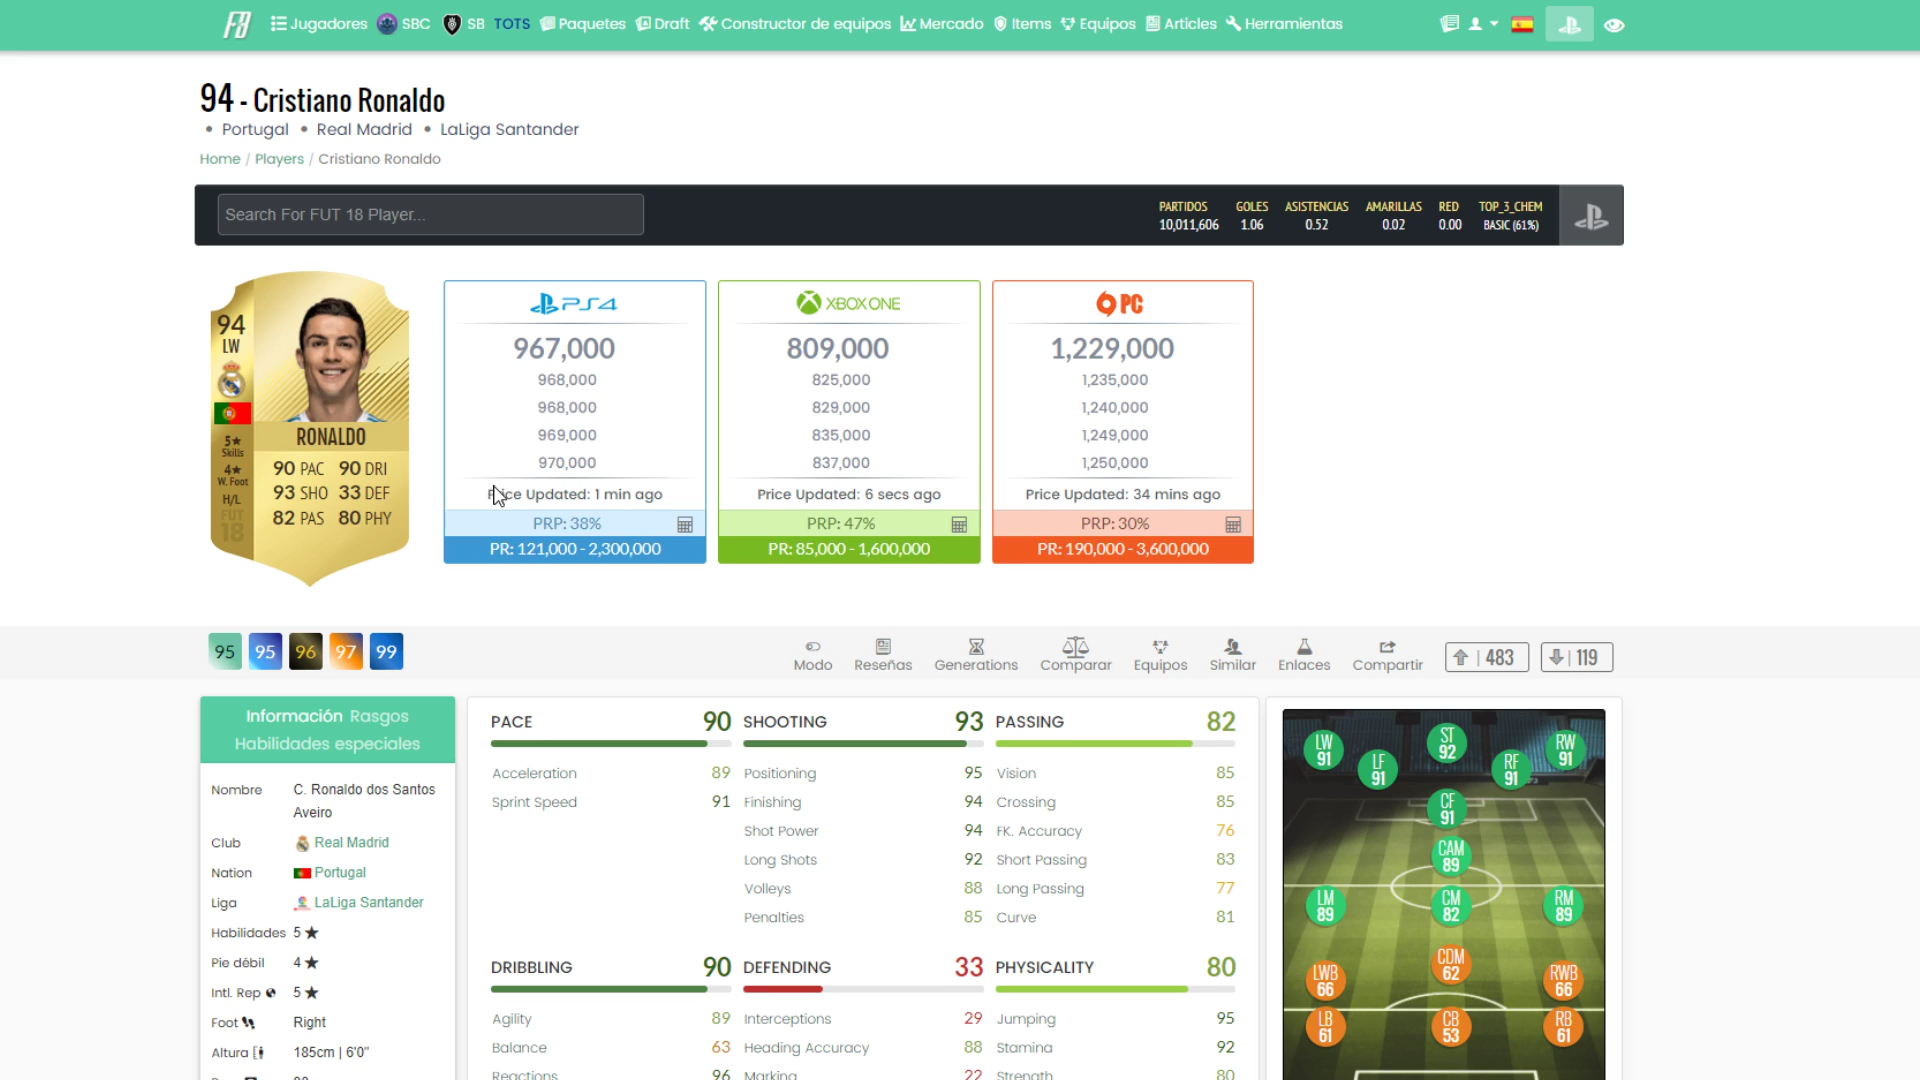 FB Jugadores SBC SB TOTS Paquetes Draft Constructor de equipos Mercado Items Equipos Articles Herramientas
94 - Cristiano Ronaldo
• Portugal • Real Madrid • LaLiga Santander
Home / Players / Cristiano Ronaldo
Search For FUT 18 Player...
PARTIDOS GOLES ASISTENCIAS AMARILLAS RED TOP_3_CHEM
10,011,606 1.06 0.52 0.02 0.00 BASIC (61%)
94
LW
5★
Skills
4★
W. Foot
H/L
FUT
18
RONALDO
90 PAC 90 DRI
93 SHO 33 DEF
82 PAS 80 PHY
PS4
967,000
968,000
968,000
969,000
970,000
Price Updated: 1 min ago
PRP: 38%
PR: 121,000 - 2,300,000
XBOX ONE
809,000
825,000
829,000
835,000
837,000
Price Updated: 6 secs ago
PRP: 47%
PR: 85,000 - 1,600,000
PC
1,229,000
1,235,000
1,240,000
1,249,000
1,250,000
Price Updated: 34 mins ago
PRP: 30%
PR: 190,000 - 3,600,000
95 95 96 97 99
Modo Reseñas Generations Comparar Equipos Similar Enlaces Compartir | 483 | 119
Información Rasgos
Habilidades especiales
Nombre C. Ronaldo dos Santos
Aveiro
Club Real Madrid
Nation Portugal
Liga LaLiga Santander
Habilidades 5 ★
Pie débil 4 ★
Intl. Rep 5 ★
Foot Right
Altura 185cm | 6'0"
PACE 90
Acceleration 89
Sprint Speed 91
SHOOTING 93
Positioning 95
Finishing 94
Shot Power 94
Long Shots 92
Volleys 88
Penalties 85
PASSING 82
Vision 85
Crossing 85
FK. Accuracy 76
Short Passing 83
Long Passing 77
Curve 81
DRIBBLING 90
Agility 89
Balance 63
Reactions 96
DEFENDING 33
Interceptions 29
Heading Accuracy 88
Marking 22
PHYSICALITY 80
Jumping 95
Stamina 92
Strength 80
LW
91
ST
92
RW
91
LF
91
RF
91
CF
91
CAM
89
LM
89
CM
82
RM
89
CDM
62
LWB
66
RWB
66
LB
61
CB
53
RB
61